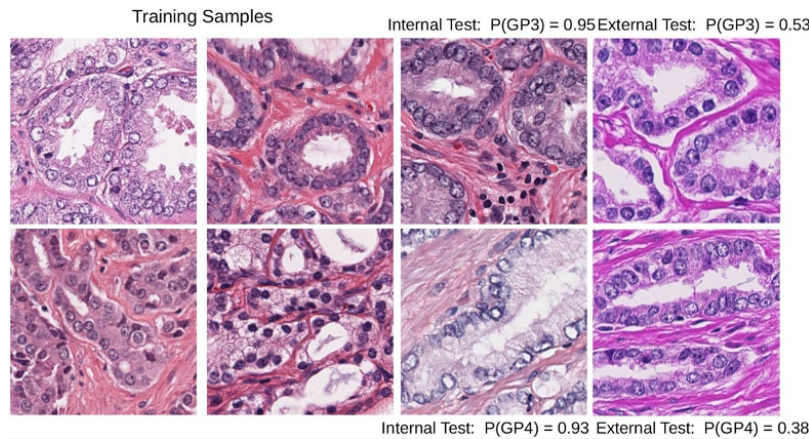 Training Samples
Internal Test: P(GP3) = 0.95
External Test: P(GP3) = 0.53
Internal Test: P(GP4) = 0.93
External Test: P(GP4) = 0.38